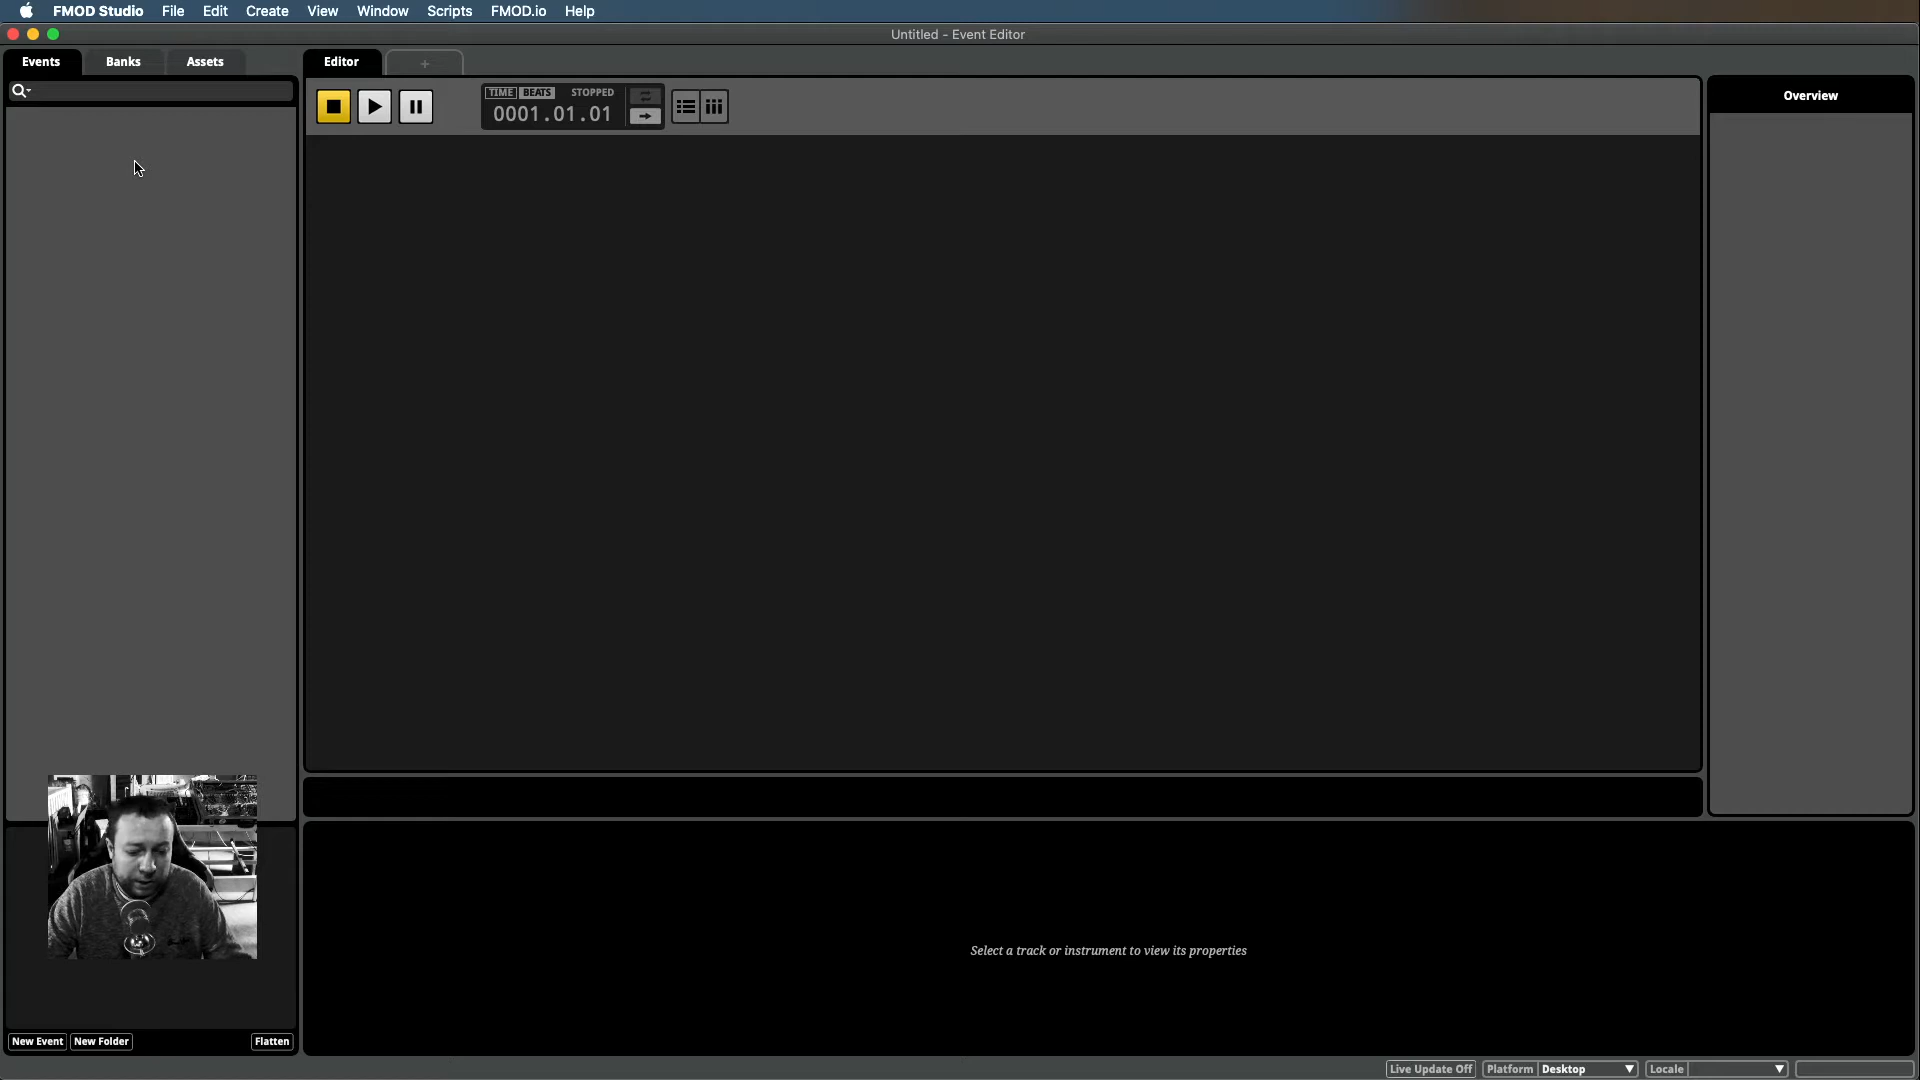 FMOD Studio File Edit Create View Window Scripts FMOD.io Help
Untitled - Event Editor
Events Banks Assets Editor +
TIME BEATS STOPPED
0001.01.01
Overview
Select a track or instrument to view its properties
New Event New Folder Flatten
Live Update Off Platform Desktop Locale